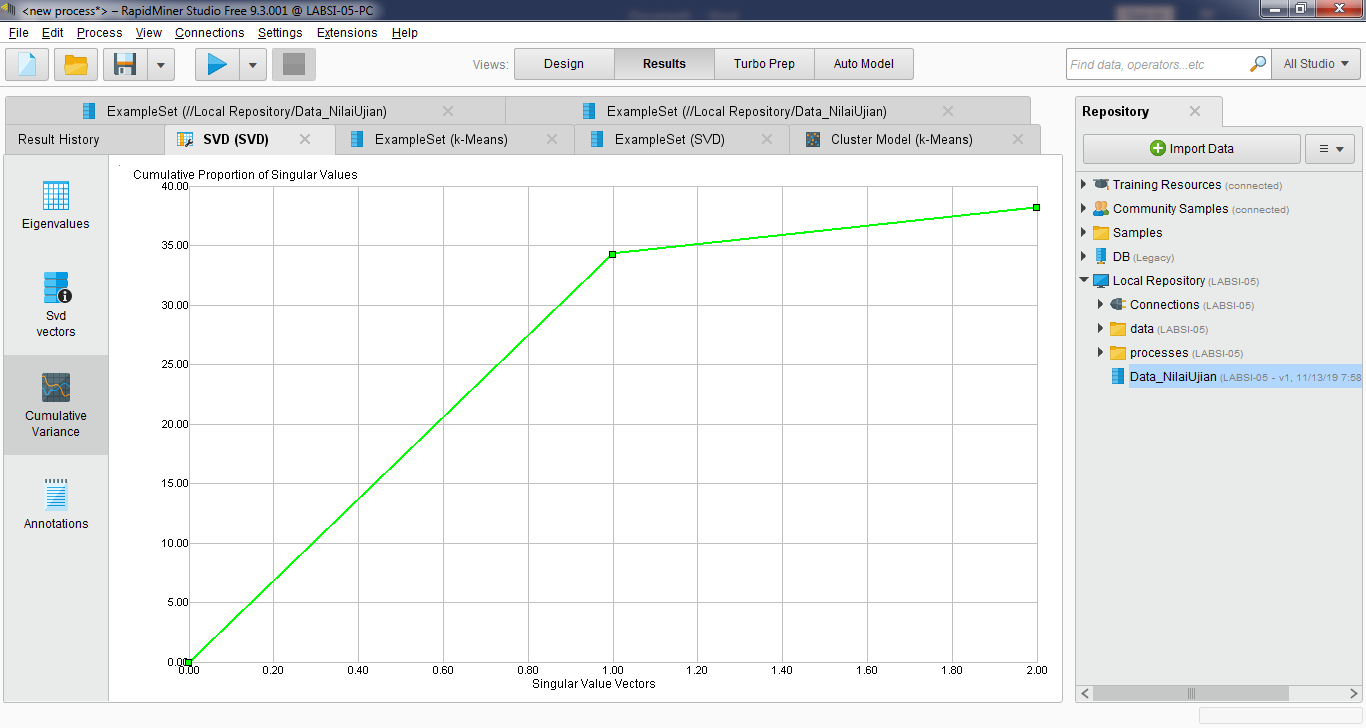 <new process*> – RapidMiner Studio Free 9.3.001 @ LABSI-05-PC
File Edit Process View Connections Settings Extensions Help
Views: Design Results Turbo Prep Auto Model
Find data, operators...etc
All Studio
ExampleSet (//Local Repository/Data_NilaiUjian)
ExampleSet (//Local Repository/Data_NilaiUjian)
Result History
SVD (SVD)
ExampleSet (k-Means)
ExampleSet (SVD)
Cluster Model (k-Means)
Eigenvalues
Svd
vectors
Cumulative
Variance
Annotations
Cumulative Proportion of Singular Values
40.00
35.00
30.00
25.00
20.00
15.00
10.00
5.00
0.00
0.00 0.20 0.40 0.60 0.80 1.00 1.20 1.40 1.60 1.80 2.00
Singular Value Vectors
Repository
Import Data
Training Resources (connected)
Community Samples (connected)
Samples
DB (Legacy)
Local Repository (LABSI-05)
Connections (LABSI-05)
data (LABSI-05)
processes (LABSI-05)
Data_NilaiUjian (LABSI-05 - v1, 11/13/19 7:58